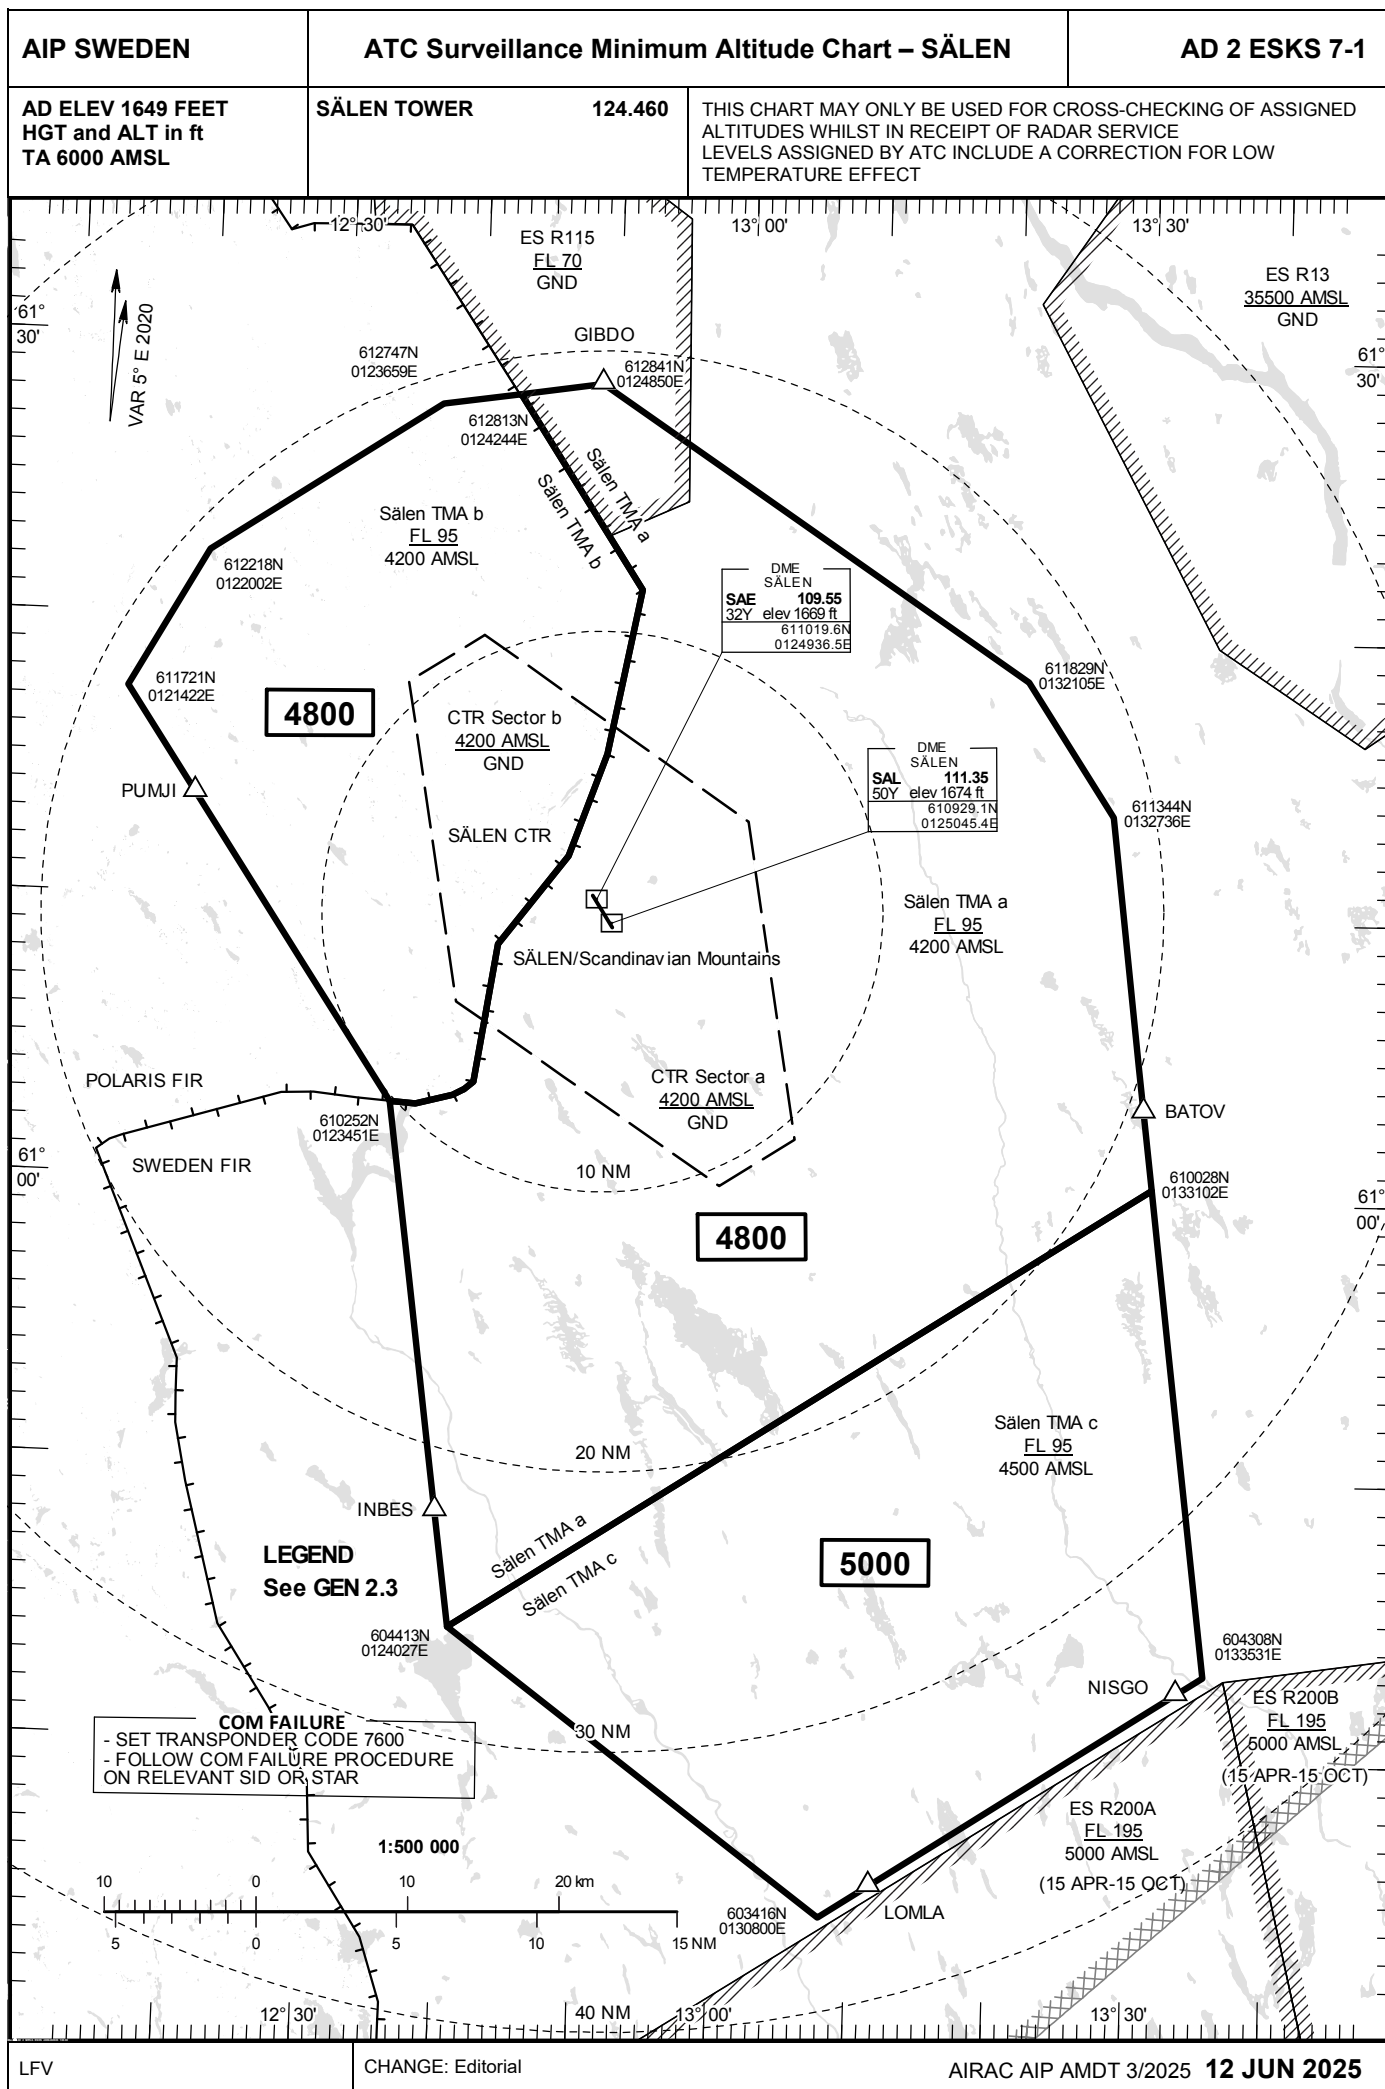 AIP SWEDEN
ATC Surveillance Minimum Altitude Chart – SÄLEN
AD 2 ESKS 7-1
AD ELEV 1649 FEET
HGT and ALT in ft
TA 6000 AMSL
SÄLEN TOWER 124.460
THIS CHART MAY ONLY BE USED FOR CROSS-CHECKING OF ASSIGNED
ALTITUDES WHILST IN RECEIPT OF RADAR SERVICE
LEVELS ASSIGNED BY ATC INCLUDE A CORRECTION FOR LOW
TEMPERATURE EFFECT
12° 30'
13° 00'
13° 30'
ES R115
FL 70
GND
ES R13
35500 AMSL
GND
61°
30'
VAR 5° E 2020
GIBDO
61°
30'
612747N
0123659E
612841N
0124850E
612813N
0124244E
Sälen TMA a
Sälen TMA b
Sälen TMA b
FL 95
4200 AMSL
612218N
0122002E
DME
SÄLEN
SAE 109.55
32Y elev 1669 ft
611019.6N
0124936.5E
611721N
0121422E
611829N
0132105E
4800
CTR Sector b
4200 AMSL
GND
DME
SÄLEN
SAL 111.35
50Y elev 1674 ft
610929.1N
0125045.4E
PUMJI
611344N
0132736E
SÄLEN CTR
Sälen TMA a
FL 95
4200 AMSL
SÄLEN/Scandinavian Mountains
POLARIS FIR
CTR Sector a
4200 AMSL
GND
610252N
0123451E
BATOV
61°
00'
SWEDEN FIR
10 NM
610028N
0133102E
61°
00'
4800
Sälen TMA c
FL 95
4500 AMSL
20 NM
INBES
Sälen TMA a
Sälen TMA c
LEGEND
See GEN 2.3
5000
604413N
0124027E
604308N
0133531E
NISGO
ES R200B
FL 195
5000 AMSL
(15 APR-15 OCT)
COM FAILURE
- SET TRANSPONDER CODE 7600
- FOLLOW COM FAILURE PROCEDURE
ON RELEVANT SID OR STAR
30 NM
ES R200A
FL 195
5000 AMSL
(15 APR-15 OCT)
1:500 000
10 0 10 20 km
5 0 5 10 15 NM
603416N
0130800E
LOMLA
12° 30'
40 NM
13° 00'
13° 30'
LFV
CHANGE: Editorial
AIRAC AIP AMDT 3/2025 12 JUN 2025